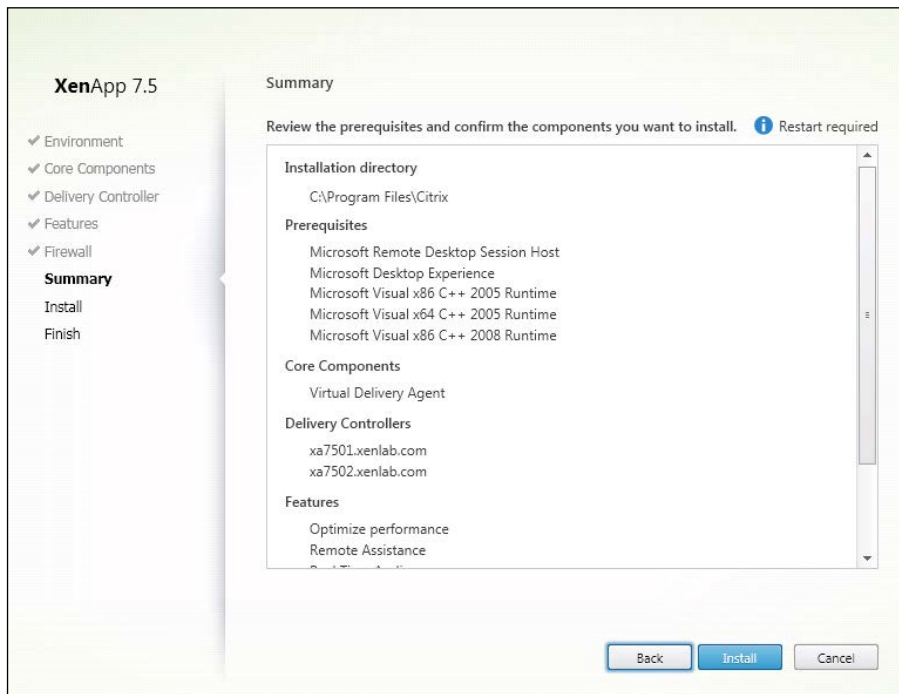 XenApp 7.5
Environment
Core Components
Delivery Controller
Features
Firewall
Summary
Install
Finish
Summary
Review the prerequisites and confirm the components you want to install.
Restart required
Installation directory
C:\Program Files\Citrix
Prerequisites
Microsoft Remote Desktop Session Host
Microsoft Desktop Experience
Microsoft Visual x86 C++ 2005 Runtime
Microsoft Visual x64 C++ 2005 Runtime
Microsoft Visual x86 C++ 2008 Runtime
Core Components
Virtual Delivery Agent
Delivery Controllers
xa7501.xenlab.com
xa7502.xenlab.com
Features
Optimize performance
Remote Assistance
Back
Install
Cancel